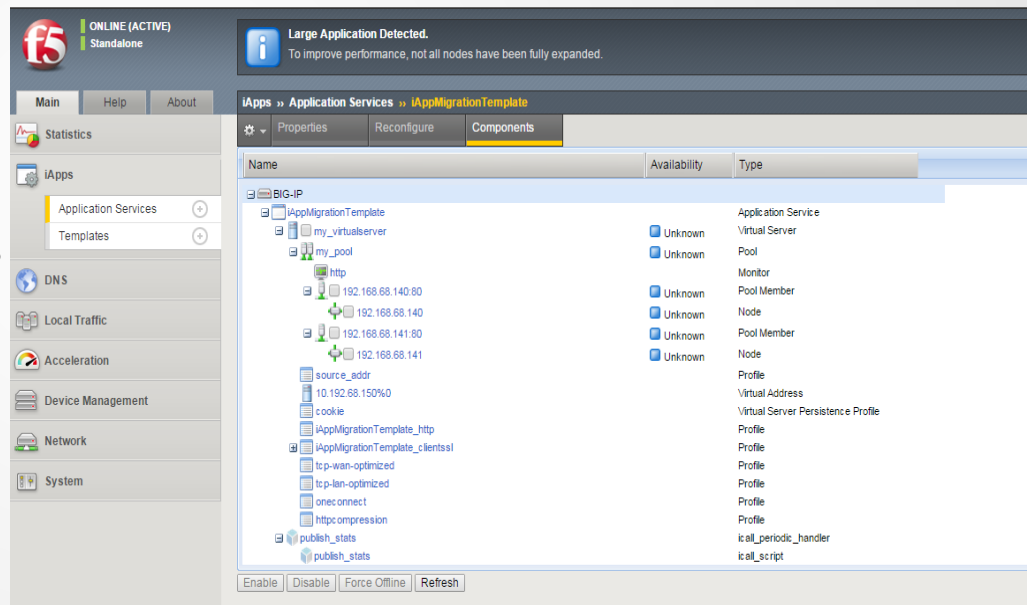 f5
ONLINE (ACTIVE)
Standalone
Large Application Detected.
To improve performance, not all nodes have been fully expanded.
Main Help About
iApps » Application Services » iAppMigrationTemplate
Properties Reconfigure Components
Statistics
iApps
Application Services
Templates
DNS
Local Traffic
Acceleration
Device Management
Network
System
Name Availability Type
BIG-IP
iAppMigrationTemplate Application Service
my_virtualserver Unknown Virtual Server
my_pool Unknown Pool
http Monitor
192.168.68.140:80 Unknown Pool Member
192.168.68.140 Unknown Node
192.168.68.141:80 Unknown Pool Member
192.168.68.141 Unknown Node
source_addr Profile
10.192.68.150%0 Virtual Address
cookie Virtual Server Persistence Profile
iAppMigrationTemplate_http Profile
iAppMigrationTemplate_clientssl Profile
tcp-wan-optimized Profile
tcp-lan-optimized Profile
oneconnect Profile
httpcompression Profile
publish_stats icall_periodic_handler
publish_stats icall_script
Enable Disable Force Offline Refresh